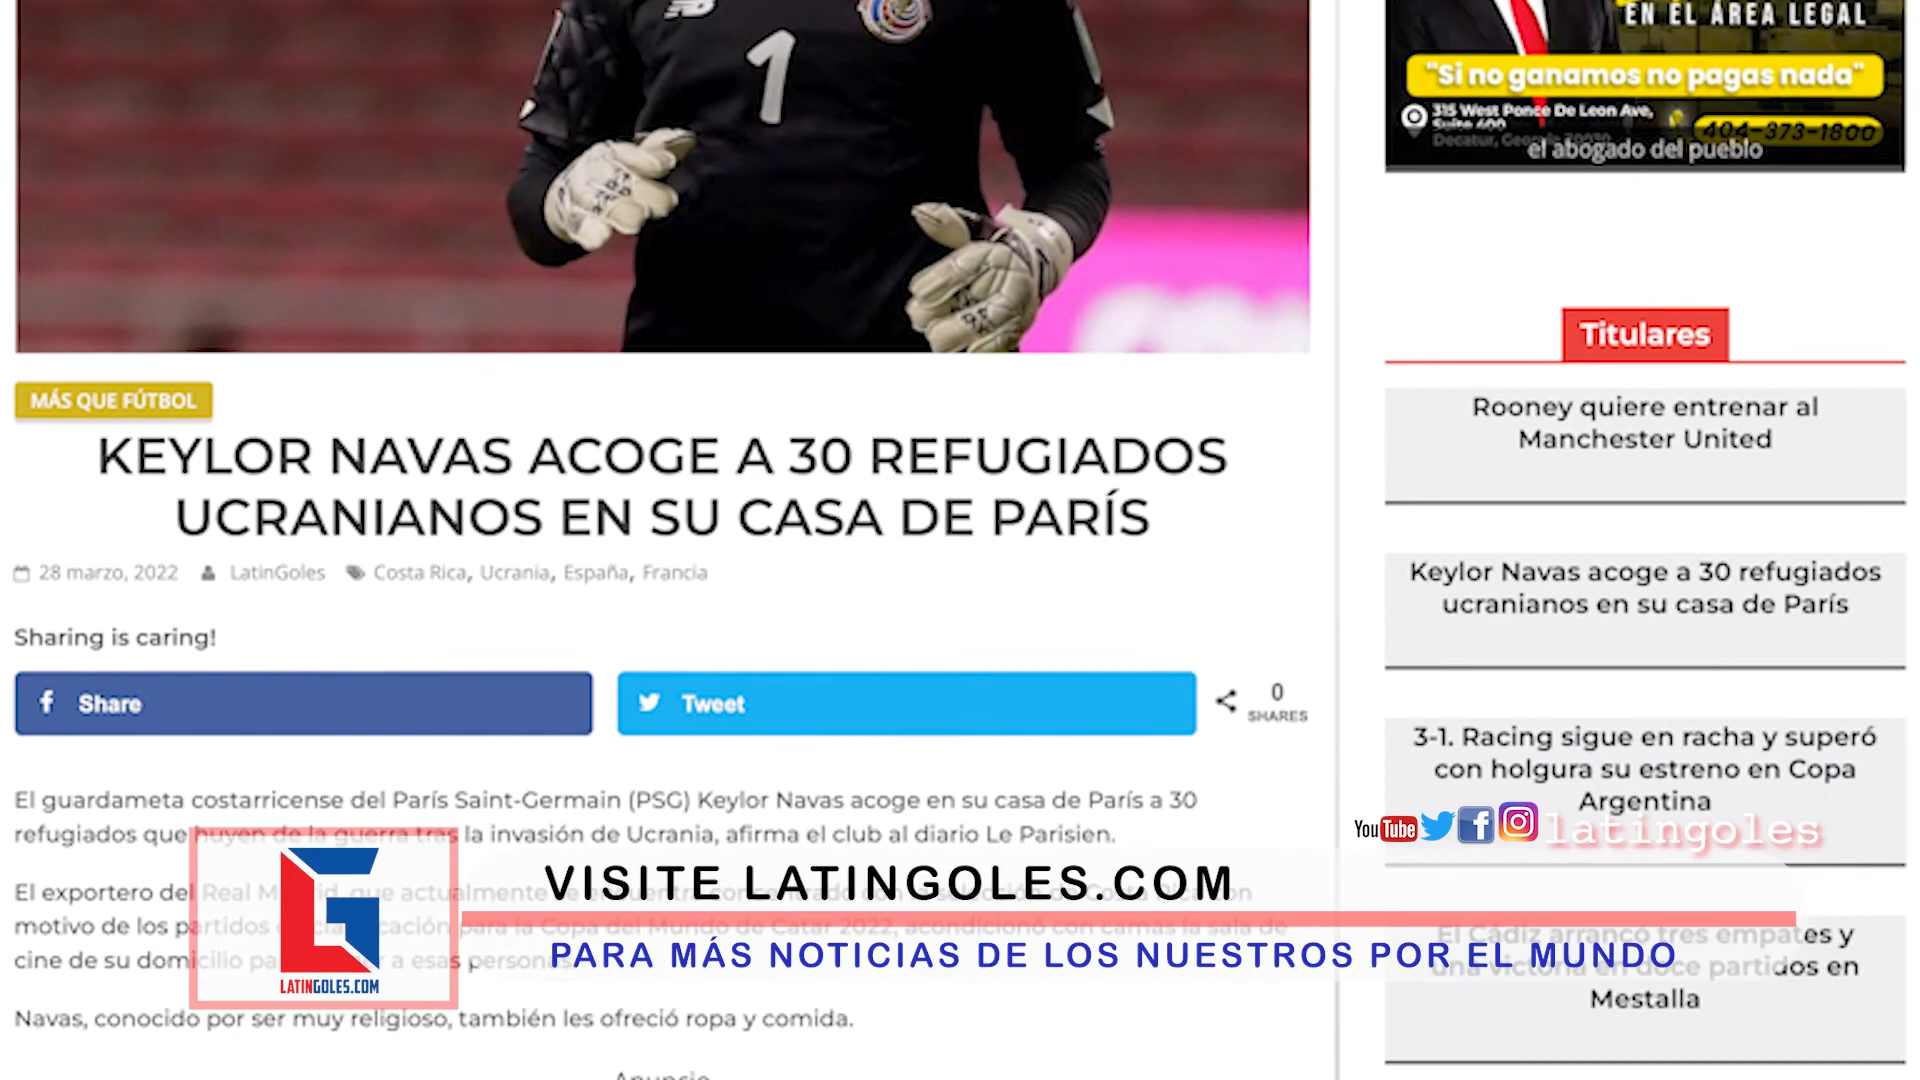 1
MÁS QUE FÚTBOL
KEYLOR NAVAS ACOGE A 30 REFUGIADOS
UCRANIANOS EN SU CASA DE PARÍS
28 marzo, 2022 LatinGoles Costa Rica, Ucrania, España, Francia
Sharing is caring!
Share
Tweet
0
SHARES
El guardameta costarricense del París Saint-Germain (PSG) Keylor Navas acoge en su casa de París a 30
refugiados que huyen de la guerra tras la invasión de Ucrania, afirma el club al diario Le Parisien.
El exportero del Real Madrid, que actualmente se encuentra concentrado con la selección de Costa Rica con
motivo de los partidos de clasificación para la Copa del Mundo de Catar 2022, acondicionó con camas la sala de
cine de su domicilio para a esas personas
Navas, conocido por ser muy religioso, también les ofreció ropa y comida.
Anuncio
EN EL ÁREA LEGAL
"Si no ganamos no pagas nada"
315 West Ponce De Leon Ave,
Suite 400
Decatur, Georgia 30030
404-373-1800
el abogado del pueblo
Titulares
Rooney quiere entrenar al
Manchester United
Keylor Navas acoge a 30 refugiados
ucranianos en su casa de París
3-1. Racing sigue en racha y superó
con holgura su estreno en Copa
Argentina
El Cádiz arrancó tres empates y
una victoria en doce partidos en
Mestalla
YouTube latingoles
LATINGOLES.COM
VISITE LATINGOLES.COM
PARA MÁS NOTICIAS DE LOS NUESTROS POR EL MUNDO